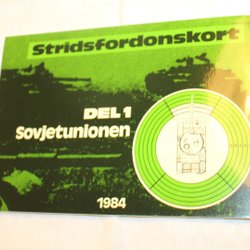 Stridsfordonskort
DEL 1
Sovjetunionen
1984